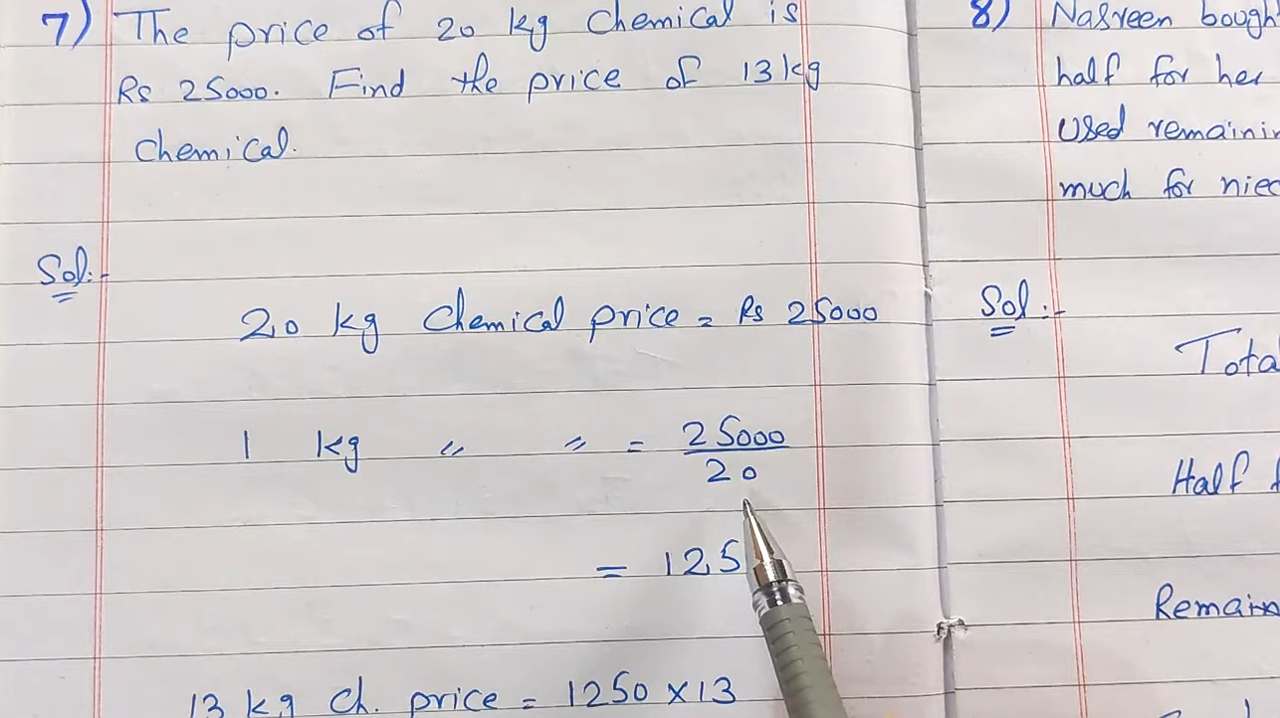 7) The price of 20 kg Chemical is
Rs 25000. Find the price of 13 kg
Chemical.
Sol:-
20 kg Chemical price = Rs 25000
1 kg " " = 25000
20
= 125
13 kg Ch. price = 1250 x 13
8) Nasreen bough
half for her
Used remainin
much for niec
Sol :-
Tota
Half f
Remain